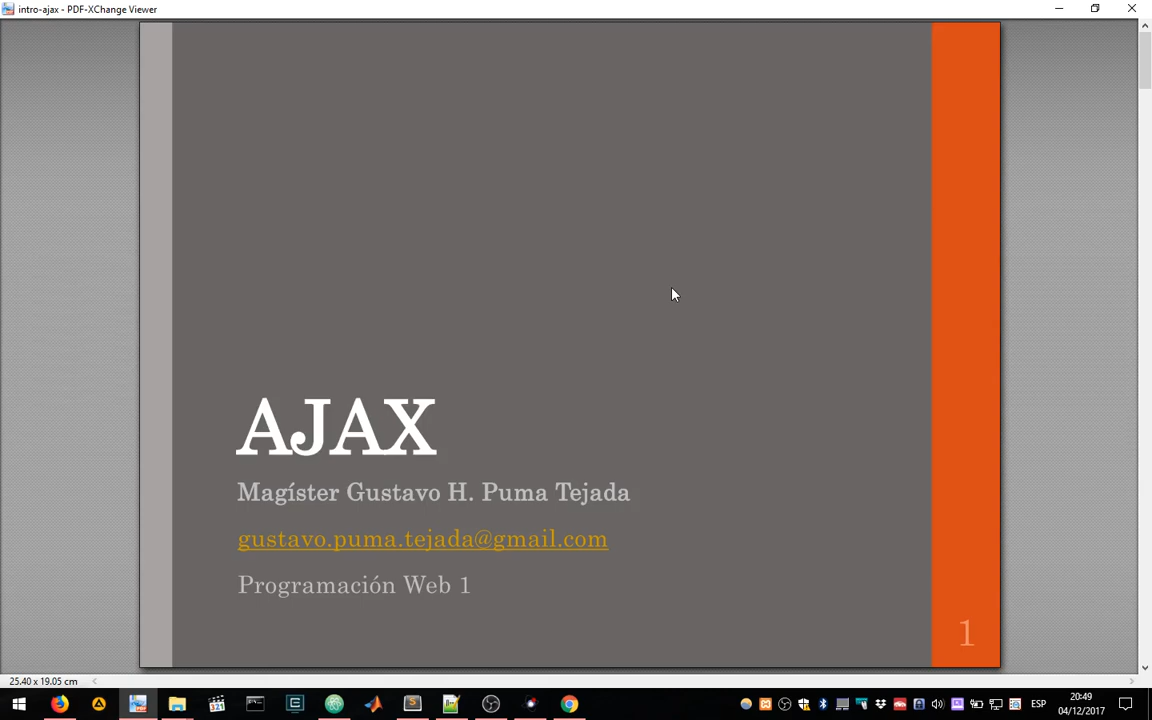 intro-ajax - PDF-XChange Viewer
AJAX
Magíster Gustavo H. Puma Tejada
gustavo.puma.tejada@gmail.com
Programación Web 1
1
25.40 x 19.05 cm
ESP
20:49
04/12/2017